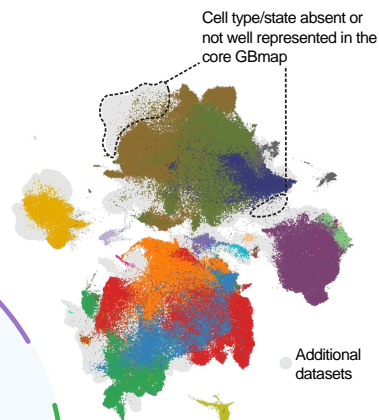 Cell type/state absent or
not well represented in the
core GBmap
Additional
datasets